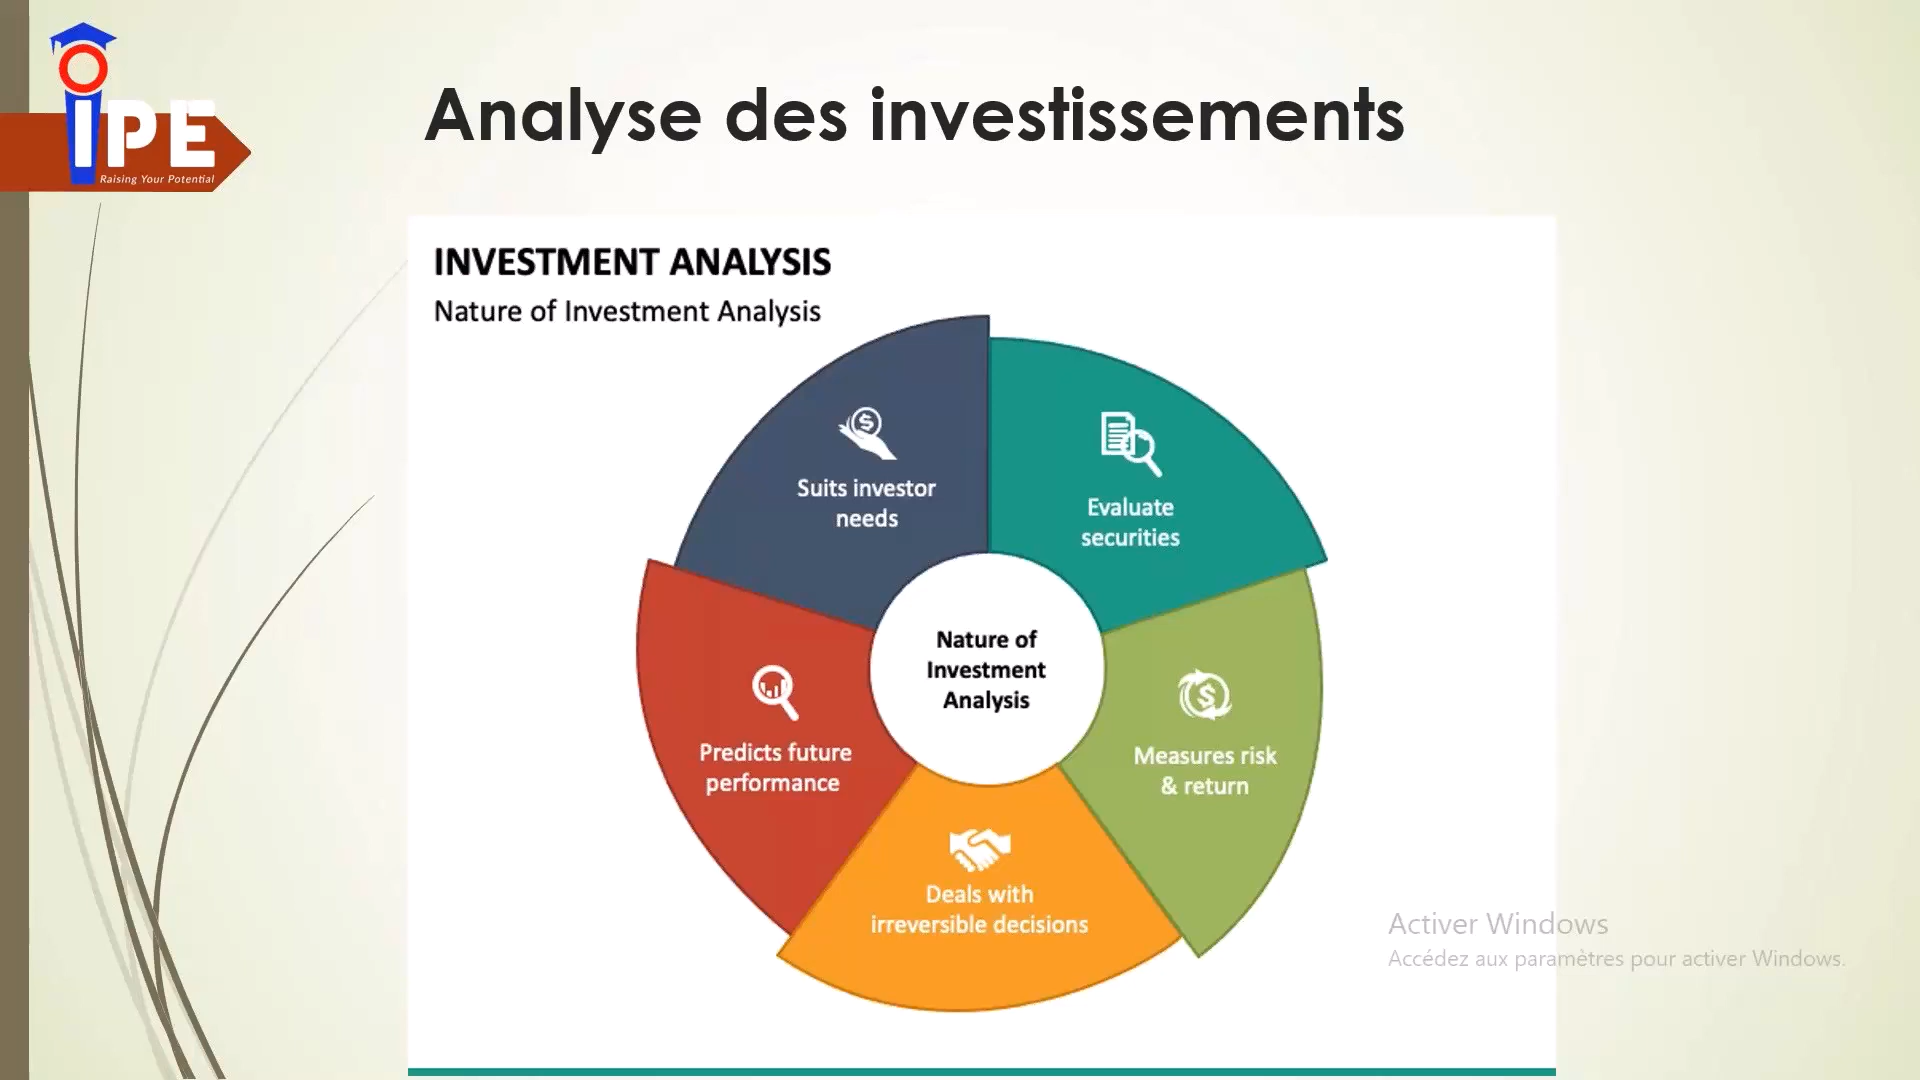 iPE
Raising Your Potential
Analyse des investissements
INVESTMENT ANALYSIS
Nature of Investment Analysis
Suits investor
needs
Evaluate
securities
Nature of
Investment
Analysis
Predicts future
performance
Measures risk
& return
Deals with
irreversible decisions
Activer Windows
Accédez aux paramètres pour activer Windows.